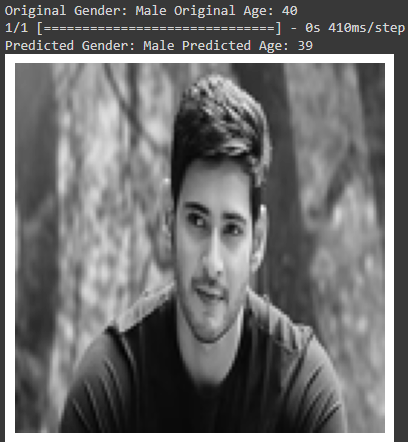 Original Gender: Male Original Age: 40
1/1 [==============================] - 0s 410ms/step
Predicted Gender: Male Predicted Age: 39